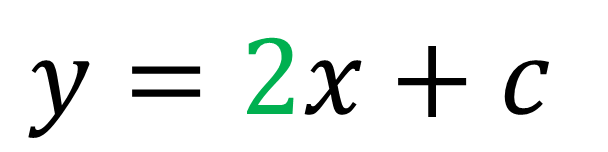 y = 2x + c